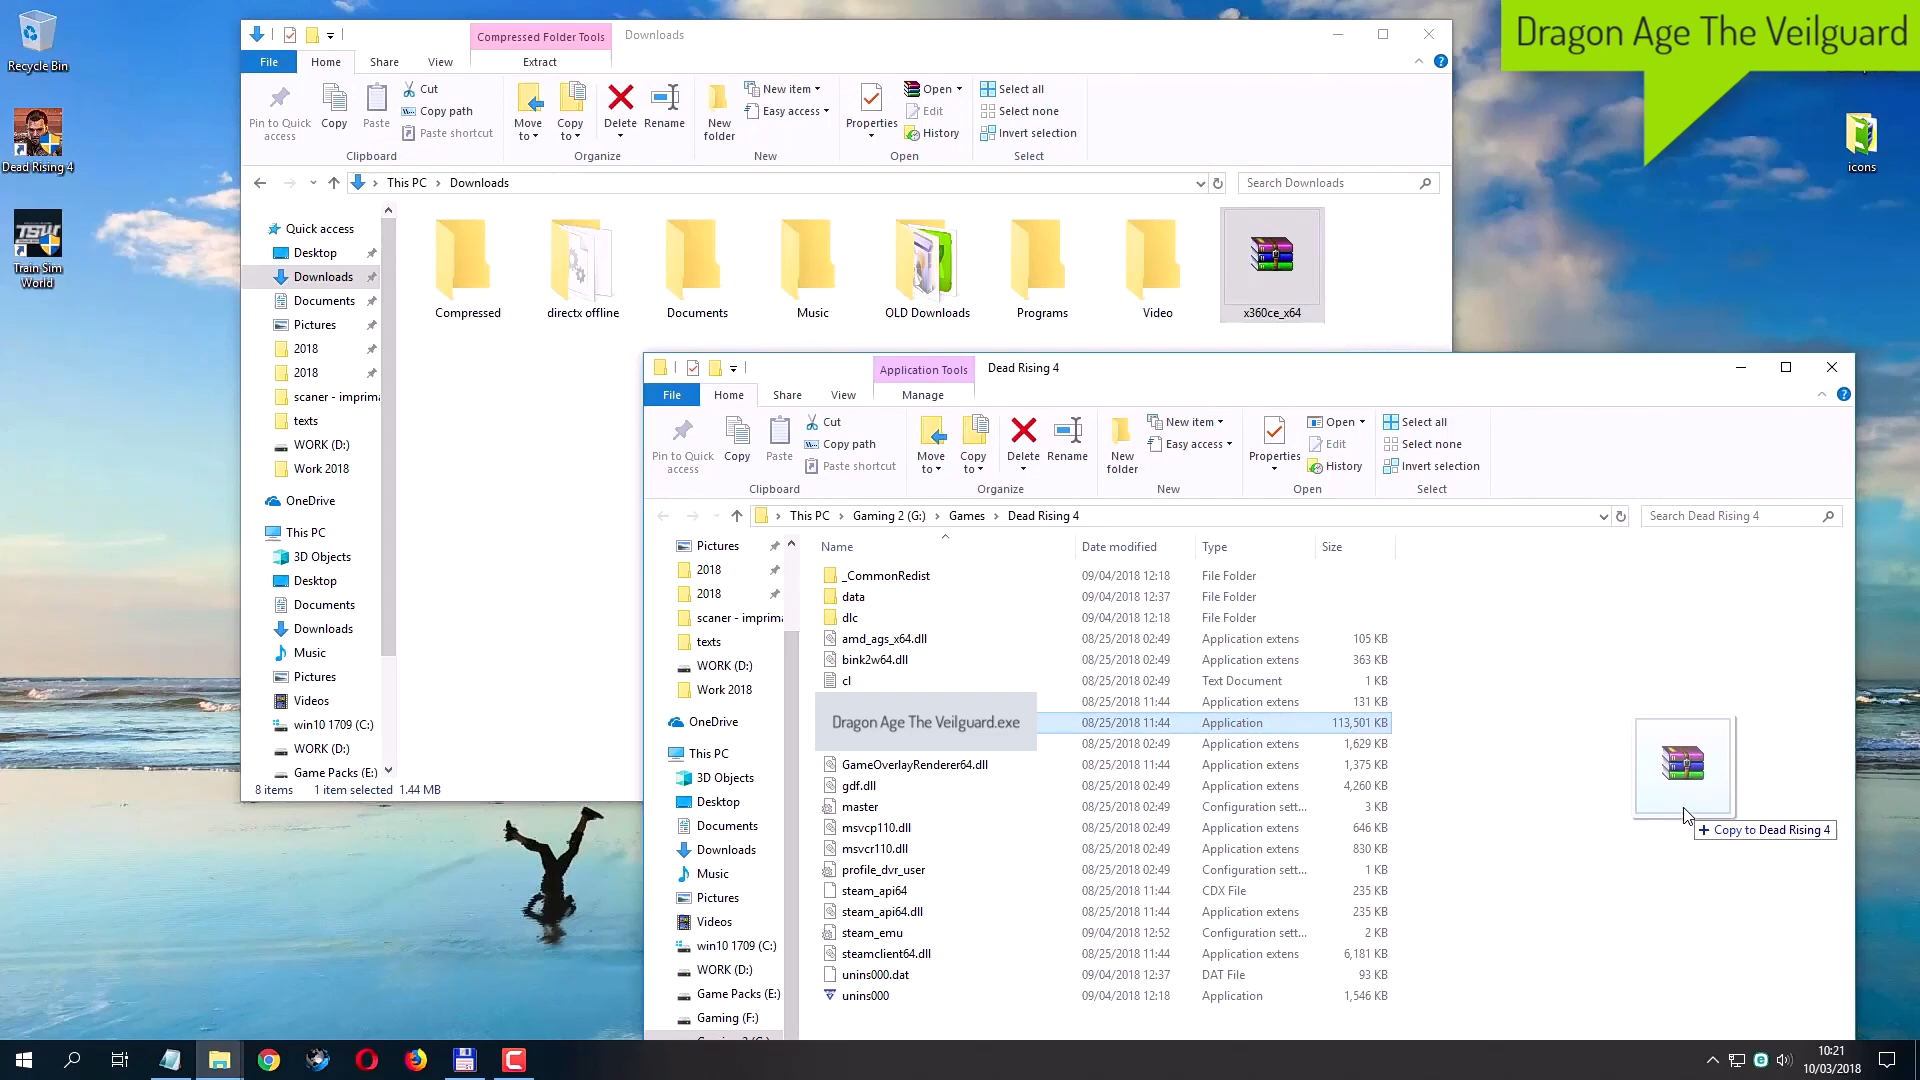 Dragon Age The Veilguard
Recycle Bin
Dead Rising 4
Train Sim
World
icons
Compressed Folder Tools
Downloads
File
Home
Share
View
Extract
Pin to Quick
access
Copy
Paste
Cut
Copy path
Paste shortcut
Clipboard
Move
to
Copy
to
Delete
Rename
Organize
New
folder
New item
Easy access
New
Properties
Open
Edit
History
Open
Select all
Select none
Invert selection
Select
This PC
Downloads
Search Downloads
Quick access
Desktop
Downloads
Documents
Pictures
2018
2018
scaner - imprima
texts
WORK (D:)
Work 2018
OneDrive
This PC
3D Objects
Desktop
Documents
Downloads
Music
Pictures
Videos
win10 1709 (C:)
WORK (D:)
Game Packs (E:)
Compressed
directx offline
Documents
Music
OLD Downloads
Programs
Video
x360ce_x64
8 items
1 item selected 1.44 MB
Application Tools
Dead Rising 4
File
Home
Share
View
Manage
Pin to Quick
access
Copy
Paste
Cut
Copy path
Paste shortcut
Clipboard
Move
to
Copy
to
Delete
Rename
Organize
New
folder
New item
Easy access
New
Properties
Open
Edit
History
Open
Select all
Select none
Invert selection
Select
This PC
Gaming 2 (G:)
Games
Dead Rising 4
Search Dead Rising 4
Pictures
2018
2018
scaner - imprima
texts
WORK (D:)
Work 2018
OneDrive
This PC
3D Objects
Desktop
Documents
Downloads
Music
Pictures
Videos
win10 1709 (C:)
WORK (D:)
Game Packs (E:)
Gaming (F:)
Name Date modified Type Size
_CommonRedist 09/04/2018 12:18 File Folder
data 09/04/2018 12:37 File Folder
dlc 09/04/2018 12:18 File Folder
amd_ags_x64.dll 08/25/2018 02:49 Application extens 105 KB
bink2w64.dll 08/25/2018 02:49 Application extens 363 KB
cl 08/25/2018 02:49 Text Document 1 KB
08/25/2018 11:44 Application extens 131 KB
Dragon Age The Veilguard.exe 08/25/2018 11:44 Application 113,501 KB
08/25/2018 02:49 Application extens 1,629 KB
GameOverlayRenderer64.dll 08/25/2018 11:44 Application extens 1,375 KB
gdf.dll 08/25/2018 02:49 Application extens 4,260 KB
master 08/25/2018 02:49 Configuration sett... 3 KB
msvcp110.dll 08/25/2018 02:49 Application extens 646 KB
msvcr110.dll 08/25/2018 02:49 Application extens 830 KB
profile_dvr_user 08/25/2018 02:49 Configuration sett... 1 KB
steam_api64 08/25/2018 11:44 CDX File 235 KB
steam_api64.dll 08/25/2018 11:44 Application extens 235 KB
steam_emu 09/04/2018 12:52 Configuration sett... 2 KB
steamclient64.dll 08/25/2018 11:44 Application extens 6,181 KB
unins000.dat 09/04/2018 12:37 DAT File 93 KB
unins000 09/04/2018 12:18 Application 1,546 KB
+ Copy to Dead Rising 4
10:21
10/03/2018